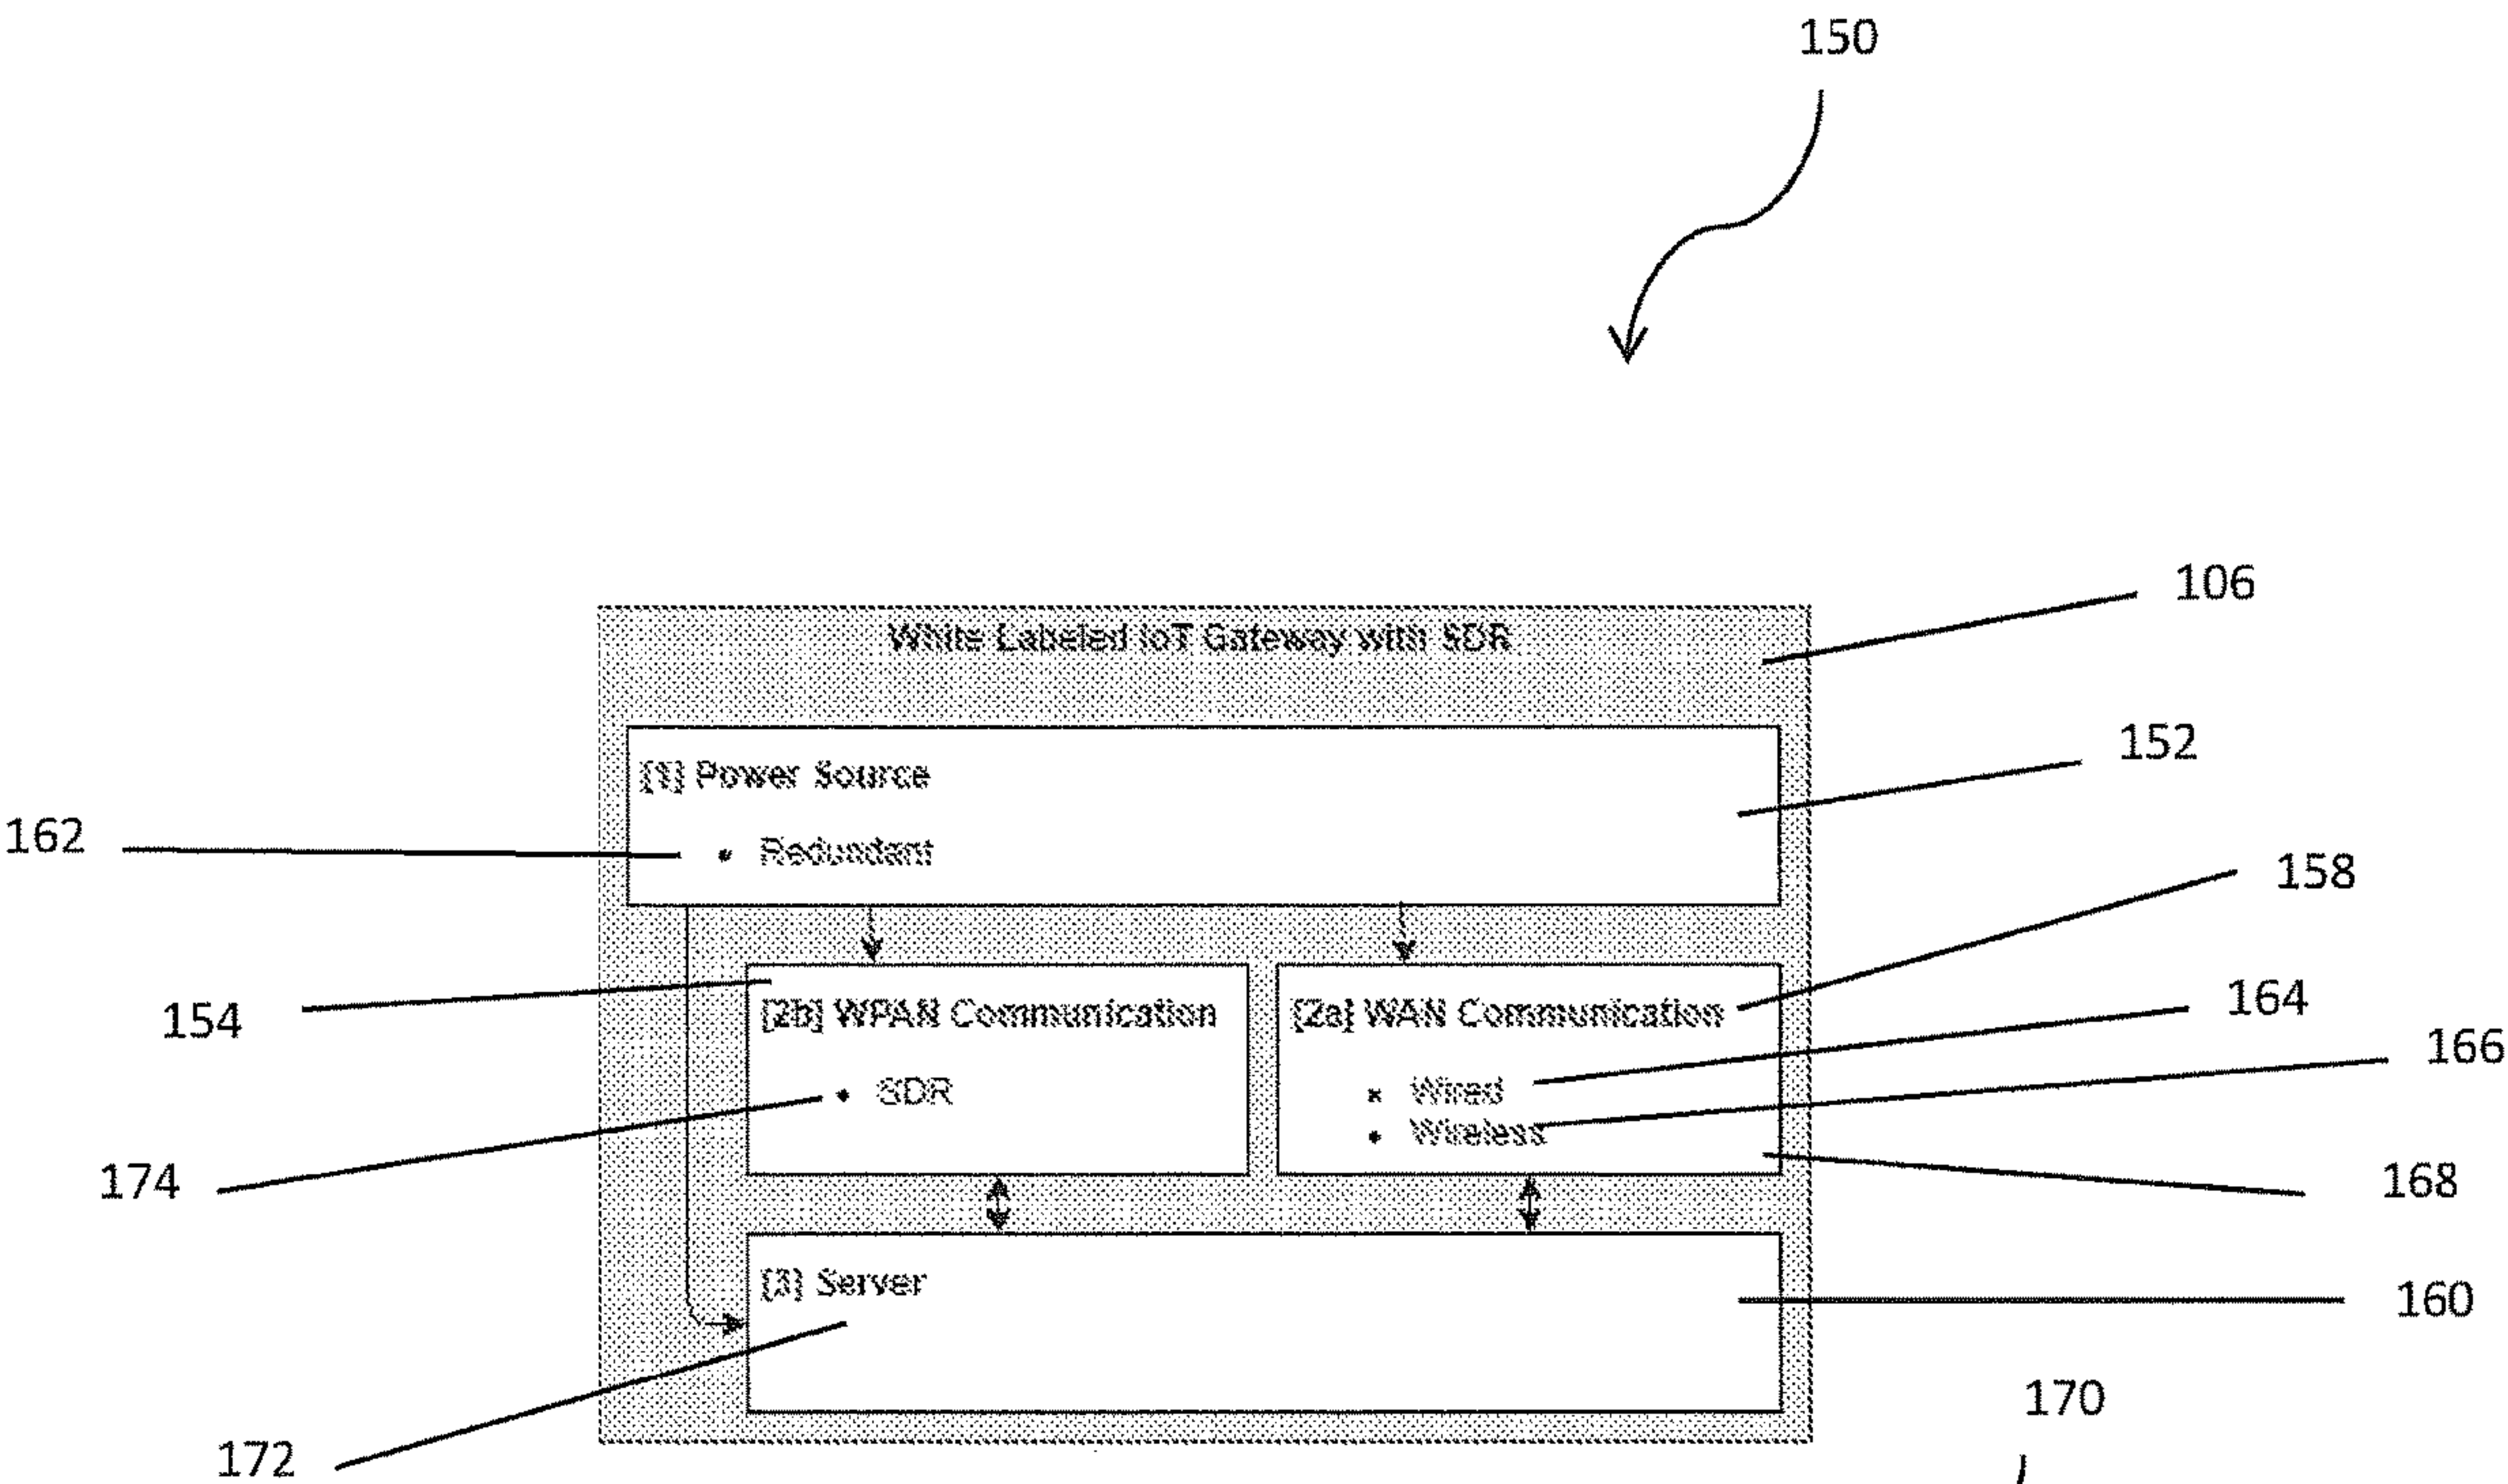 150
106
White Labeled IoT Gateway with SDR
152
[1] Power Source
162
• Redundant
158
154
[2b] WPAN Communication
[2a] WAN Communication
164
166
174
• SDR
• Wired
• Wireless
168
[3] Server
160
170
172